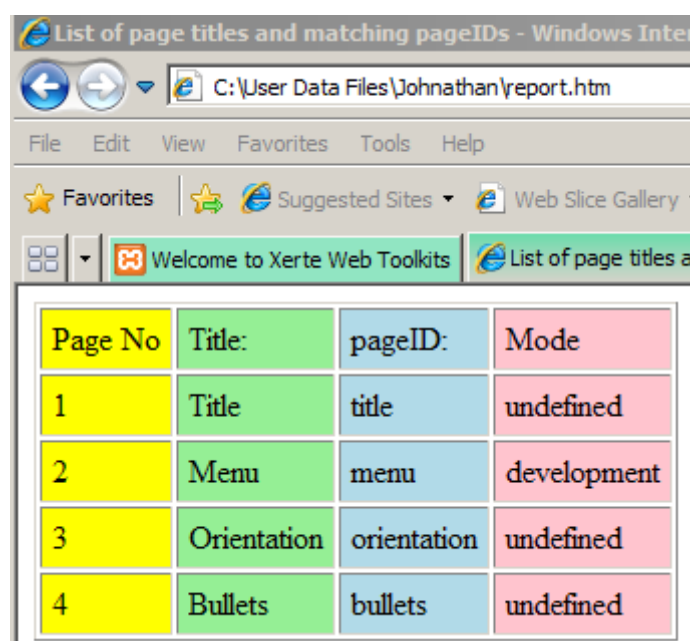 List of page titles and matching pageIDs - Windows Inter
C:\User Data Files\Johnathan\report.htm
File Edit View Favorites Tools Help
Favorites Suggested Sites Web Slice Gallery
Welcome to Xerte Web Toolkits List of page titles a
Page No Title: pageID: Mode
1 Title title undefined
2 Menu menu development
3 Orientation orientation undefined
4 Bullets bullets undefined